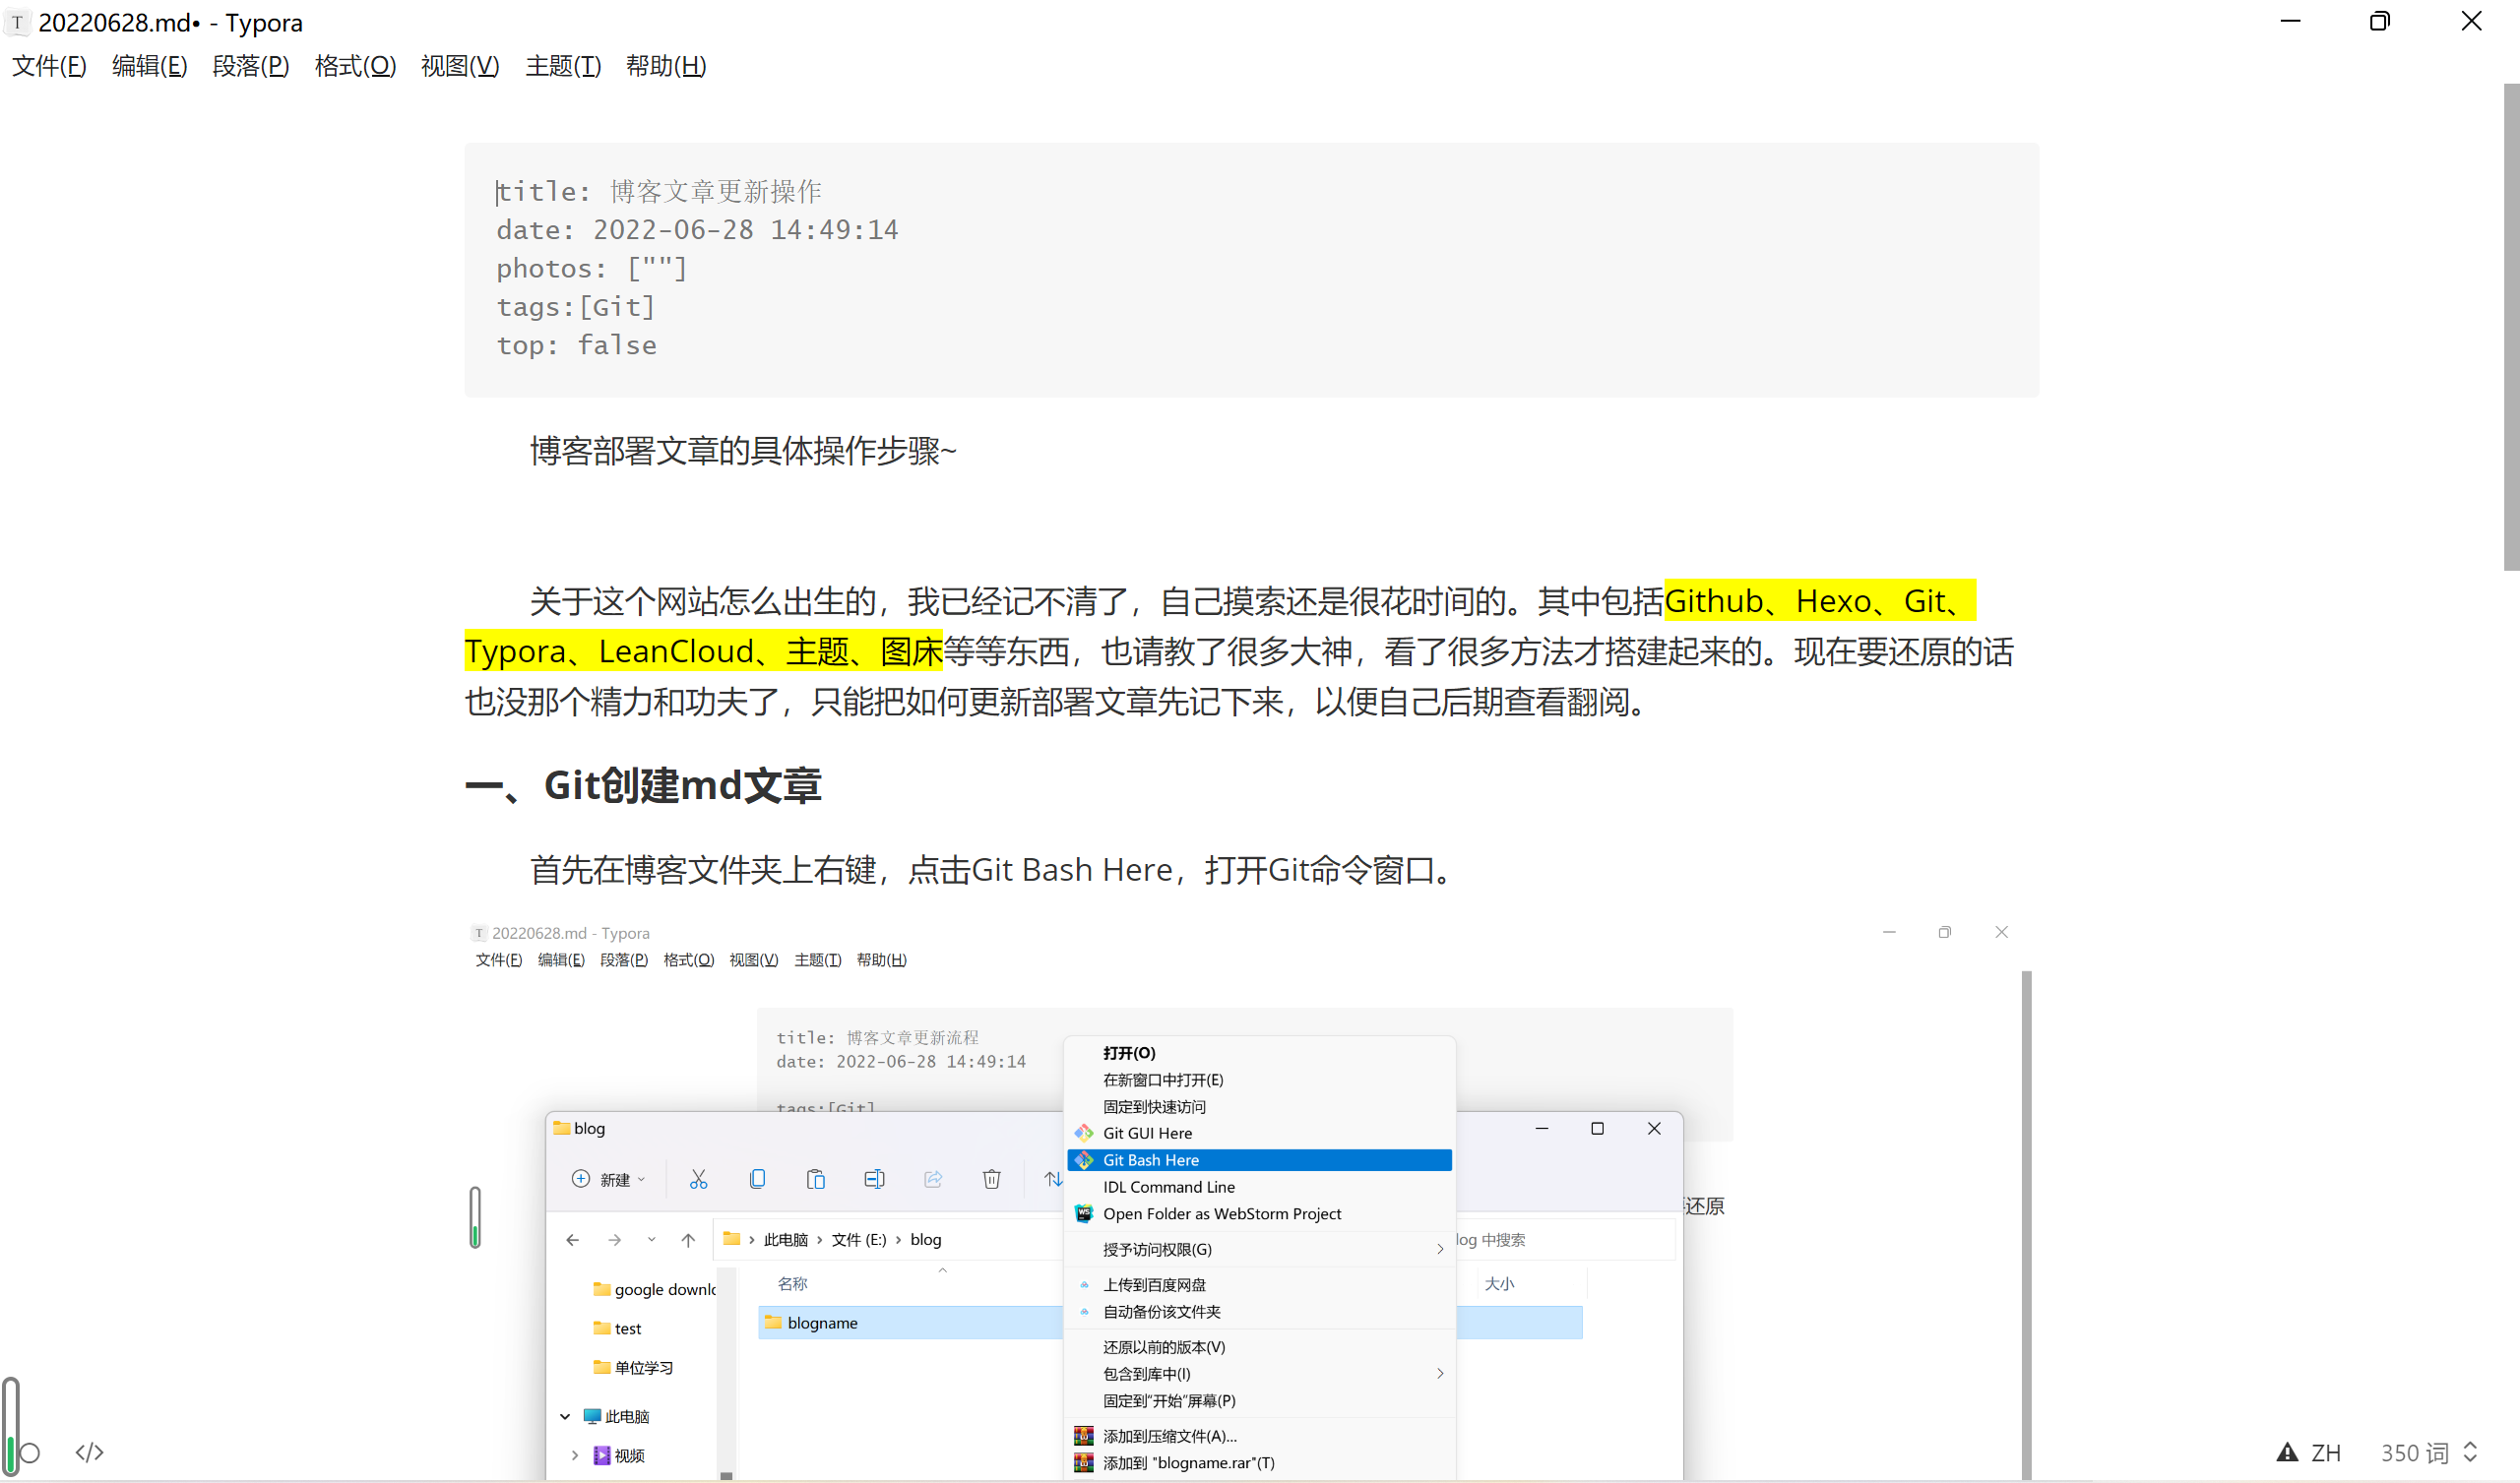 20220628.md• - Typora
文件(F) 编辑(E) 段落(P) 格式(O) 视图(V) 主题(T) 帮助(H)
title: 博客文章更新操作
date: 2022-06-28 14:49:14
photos: [""]
tags:[Git]
top: false
博客部署文章的具体操作步骤~
关于这个网站怎么出生的，我已经记不清了，自己摸索还是很花时间的。其中包括Github、Hexo、Git、
Typora、LeanCloud、主题、图床等等东西，也请教了很多大神，看了很多方法才搭建起来的。现在要还原的话
也没那个精力和功夫了，只能把如何更新部署文章先记下来，以便自己后期查看翻阅。
一、Git创建md文章
首先在博客文件夹上右键，点击Git Bash Here，打开Git命令窗口。
20220628.md - Typora
文件(F) 编辑(E) 段落(P) 格式(O) 视图(V) 主题(T) 帮助(H)
title: 博客文章更新流程
date: 2022-06-28 14:49:14
tags:[Git]
blog
新建
还原
此电脑 › 文件 (E:) › blog
log 中搜索
名称
大小
google downlo
blogname
test
单位学习
此电脑
视频
打开(O)
在新窗口中打开(E)
固定到快速访问
Git GUI Here
Git Bash Here
IDL Command Line
Open Folder as WebStorm Project
授予访问权限(G)
上传到百度网盘
自动备份该文件夹
还原以前的版本(V)
包含到库中(I)
固定到"开始"屏幕(P)
添加到压缩文件(A)...
添加到 "blogname.rar"(T)
</> ZH 350 词